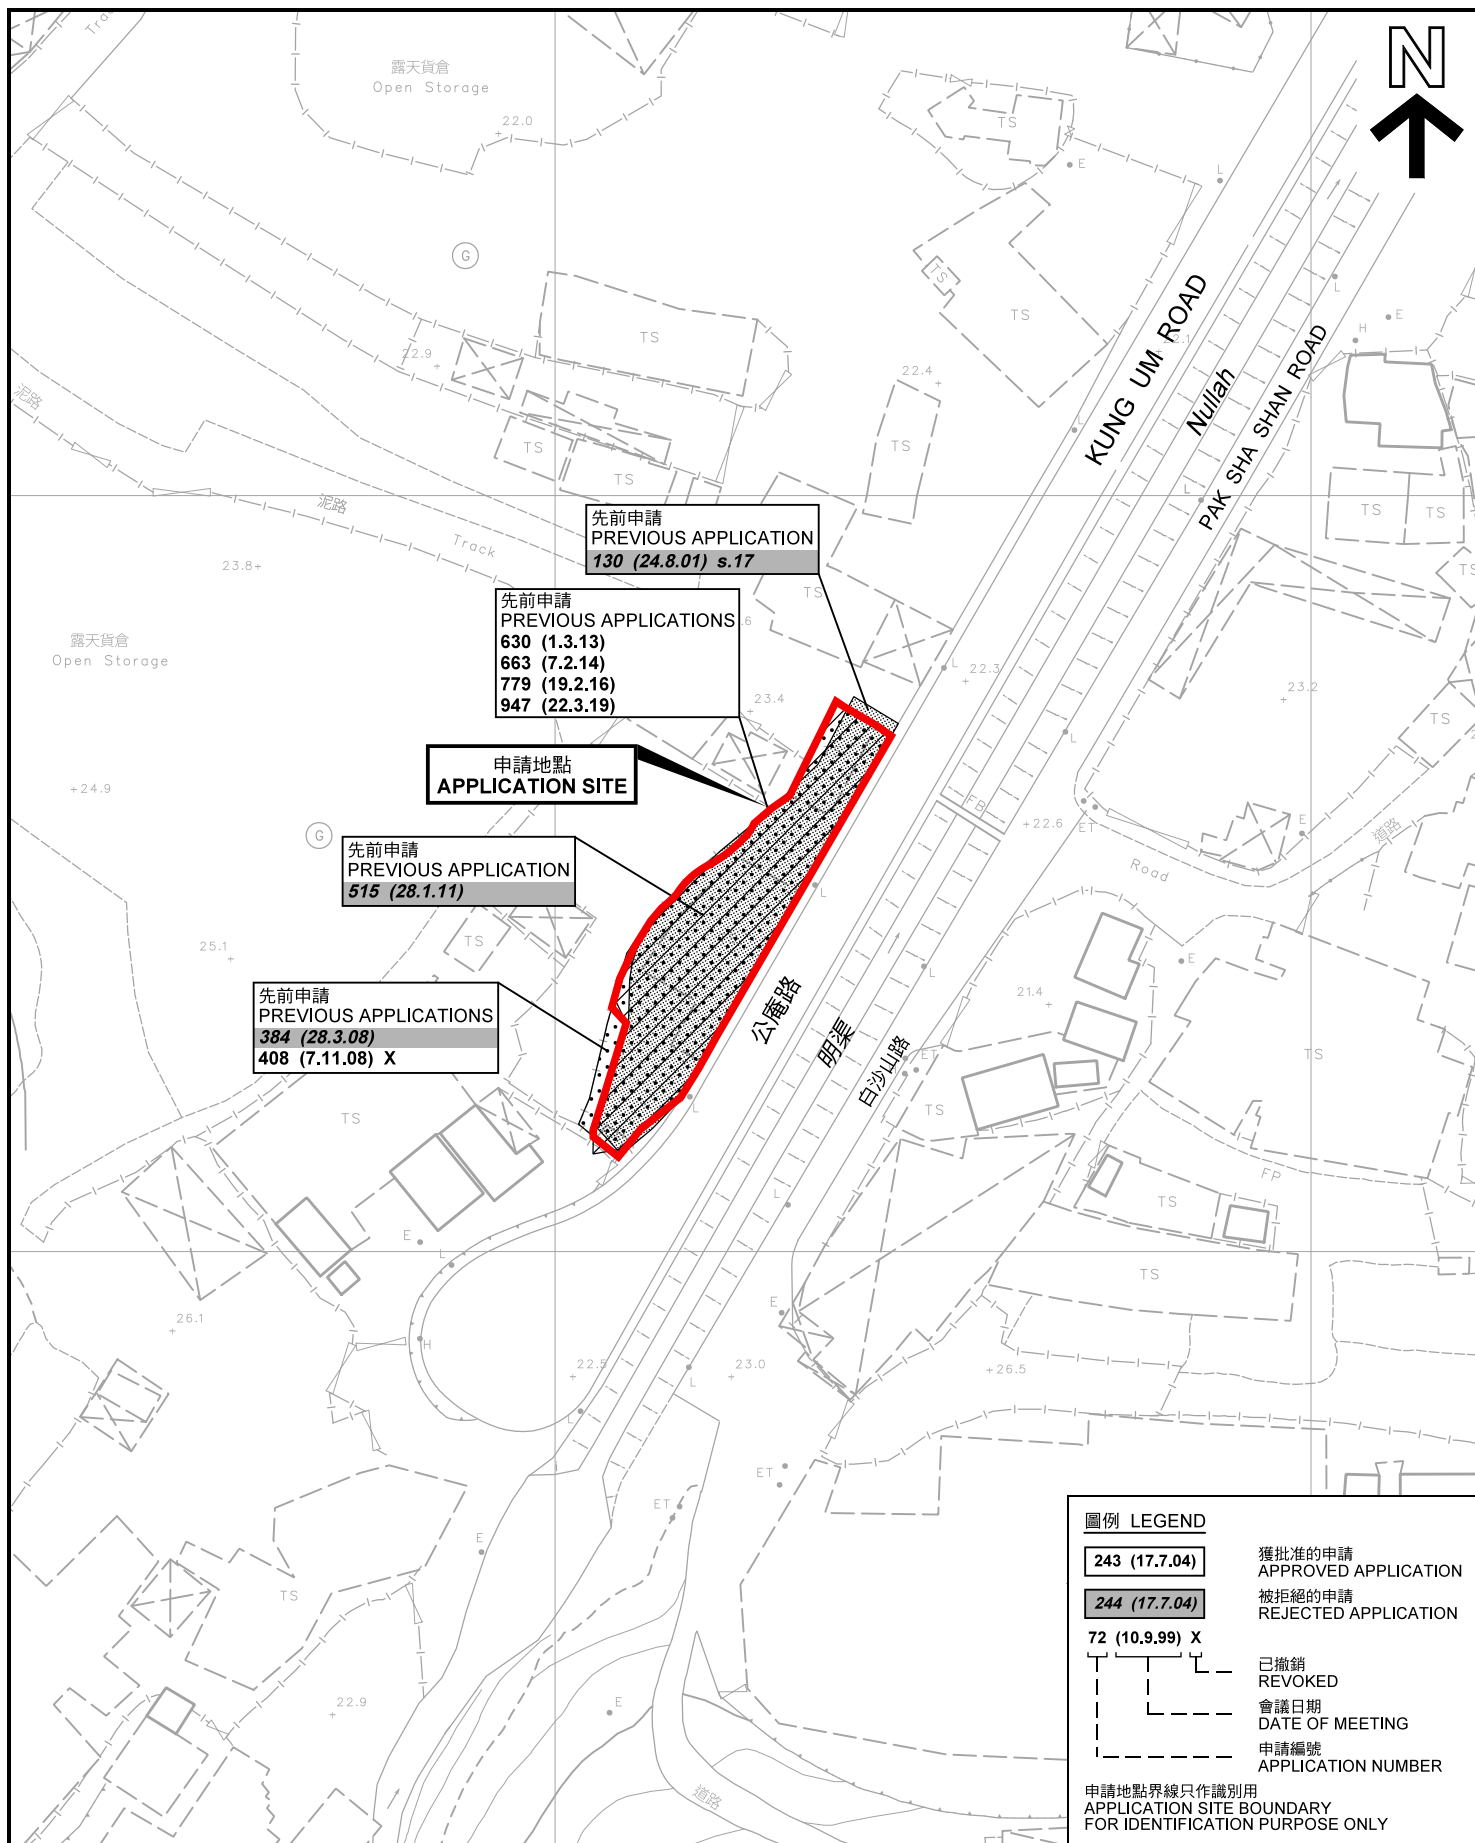 N
露天貨倉
Open Storage
Track
22.0
TS
E
L
G
TS
TS
TS
22.9
22.4
KUNG UM ROAD
22.1
Nullah
PAK SHA SHAN ROAD
L
E
H
泥路
TS
TS
TS
L
L
TS
TS
TS
泥路
Track
23.8
先前申請
PREVIOUS APPLICATION
130 (24.8.01) s.17
TS
先前申請
PREVIOUS APPLICATIONS
630 (1.3.13)
663 (7.2.14)
779 (19.2.16)
947 (22.3.19)
露天貨倉
Open Storage
L
22.3
23.4
23.2
TS
L
申請地點
APPLICATION SITE
24.9
G
FB
22.6
ET
E
道路
Road
先前申請
PREVIOUS APPLICATION
515 (28.1.11)
L
25.1
TS
L
E
21.4
先前申請
PREVIOUS APPLICATIONS
384 (28.3.08)
408 (7.11.08) X
公庵路
明渠
白沙山路
ET
TS
TS
L
TS
FP
TS
L
E
L
TS
26.1
E
H
22.5
23.0
26.5
L
L
ET
ET
E
TS
22.9
E
道路
圖例 LEGEND
243 (17.7.04)
獲批准的申請
APPROVED APPLICATION
244 (17.7.04)
被拒絕的申請
REJECTED APPLICATION
72 (10.9.99) X
已撤銷
REVOKED
會議日期
DATE OF MEETING
申請編號
APPLICATION NUMBER
申請地點界線只作識別用
APPLICATION SITE BOUNDARY
FOR IDENTIFICATION PURPOSE ONLY